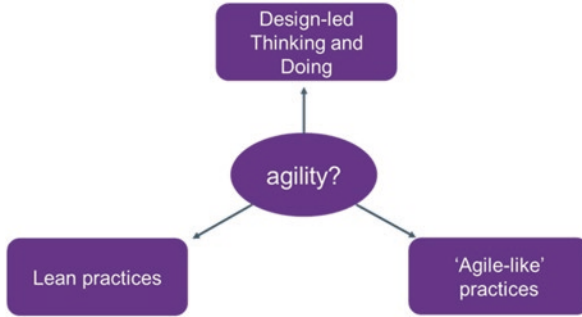 Design-led
Thinking and
Doing
agility?
Lean practices
‘Agile-like’
practices